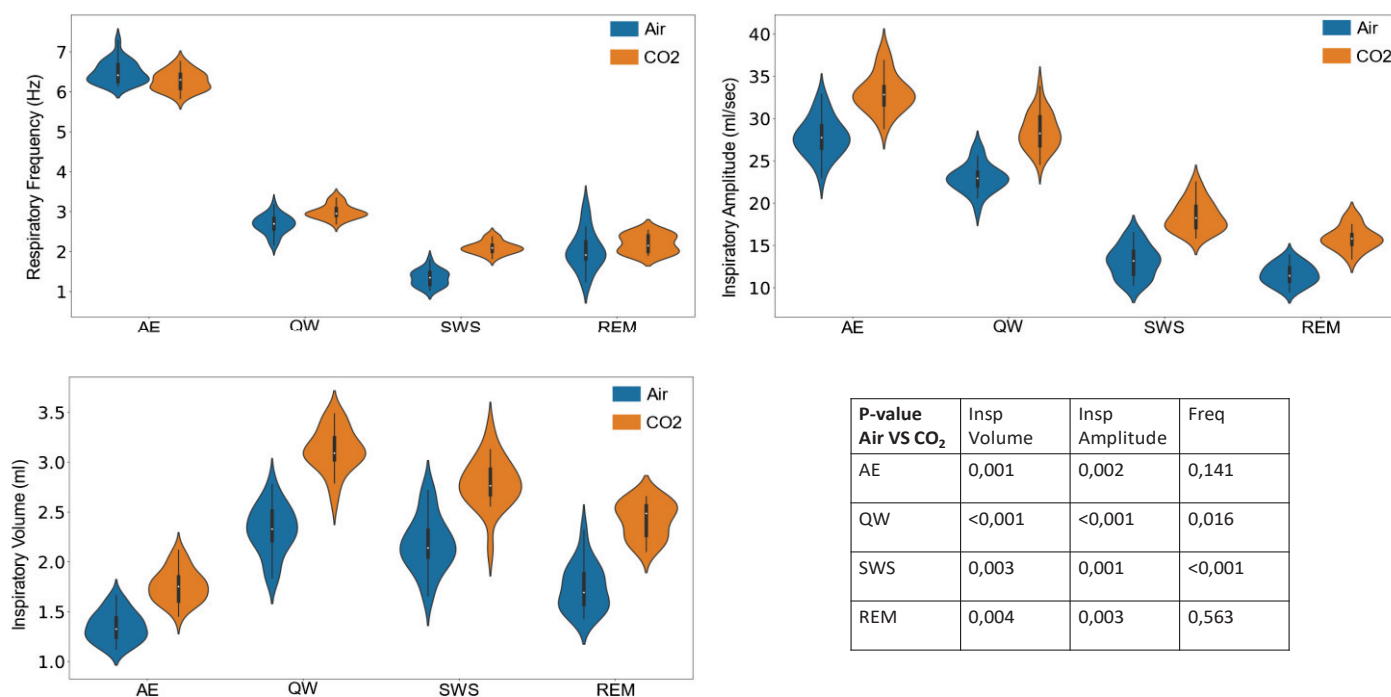 Air
CO2
7
6
5
4
3
2
1
Respiratory Frequency (Hz)
AE QW SWS REM
Air
CO2
40
35
30
25
20
15
10
Inspiratory Amplitude (ml/sec)
AE QW SWS REM
Air
CO2
3.5
3.0
2.5
2.0
1.5
1.0
Inspiratory Volume (ml)
AE QW SWS REM
P-value Insp Insp Freq
Air VS CO₂ Volume Amplitude
AE 0,001 0,002 0,141
QW <0,001 <0,001 0,016
SWS 0,003 0,001 <0,001
REM 0,004 0,003 0,563